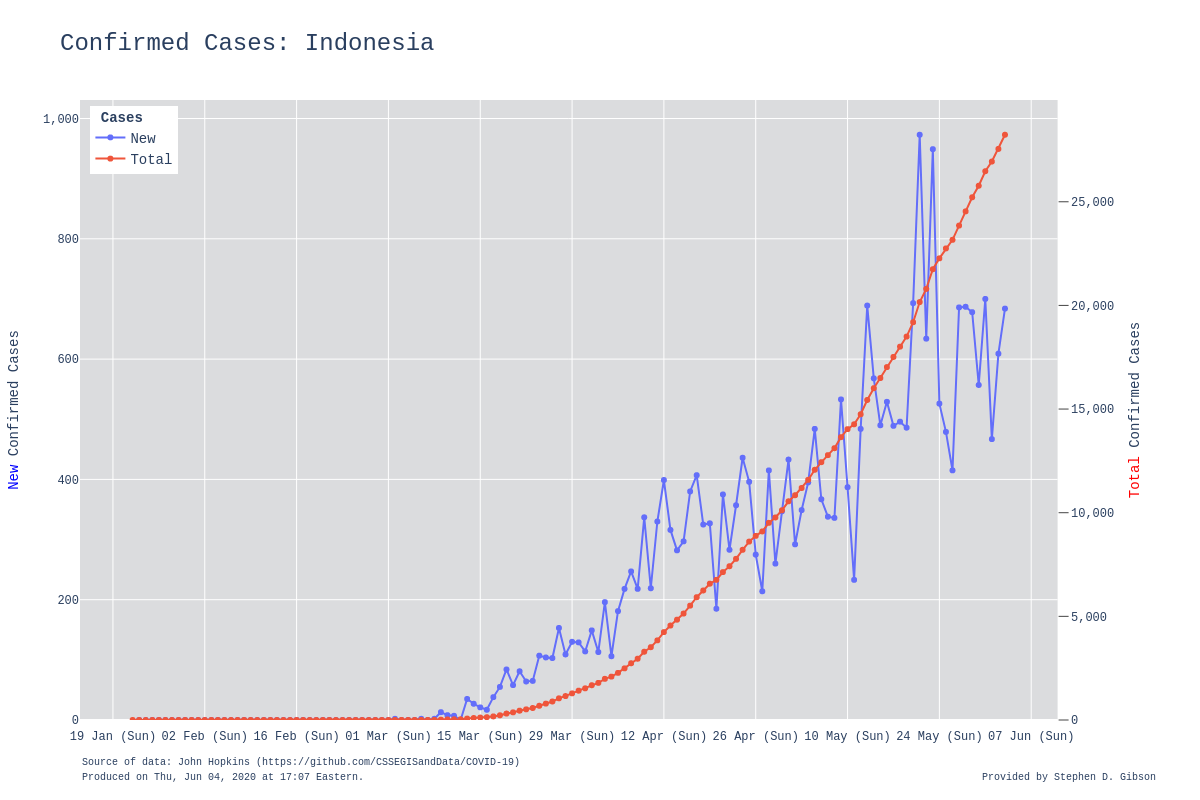 Confirmed Cases: Indonesia
Cases
New
Total
1,000
800
600
400
200
0
New Confirmed Cases
25,000
20,000
15,000
10,000
5,000
0
Total Confirmed Cases
19 Jan (Sun) 02 Feb (Sun) 16 Feb (Sun) 01 Mar (Sun) 15 Mar (Sun) 29 Mar (Sun) 12 Apr (Sun) 26 Apr (Sun) 10 May (Sun) 24 May (Sun) 07 Jun (Sun)
Source of data: John Hopkins (https://github.com/CSSEGISandData/COVID-19)
Produced on Thu, Jun 04, 2020 at 17:07 Eastern.
Provided by Stephen D. Gibson